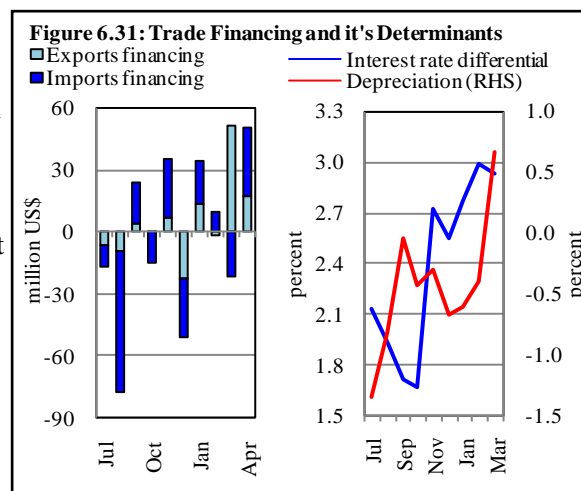 Figure 6.31: Trade Financing and it's Determinants
Exports financing
Imports financing
Interest rate differential
Depreciation (RHS)
60
30
0
-30
-60
-90
million US$
Jul
Oct
Jan
Apr
3.3
3.0
2.7
2.4
2.1
1.8
1.5
percent
1.0
0.5
0.0
-0.5
-1.0
-1.5
percent
Jul
Sep
Nov
Jan
Mar